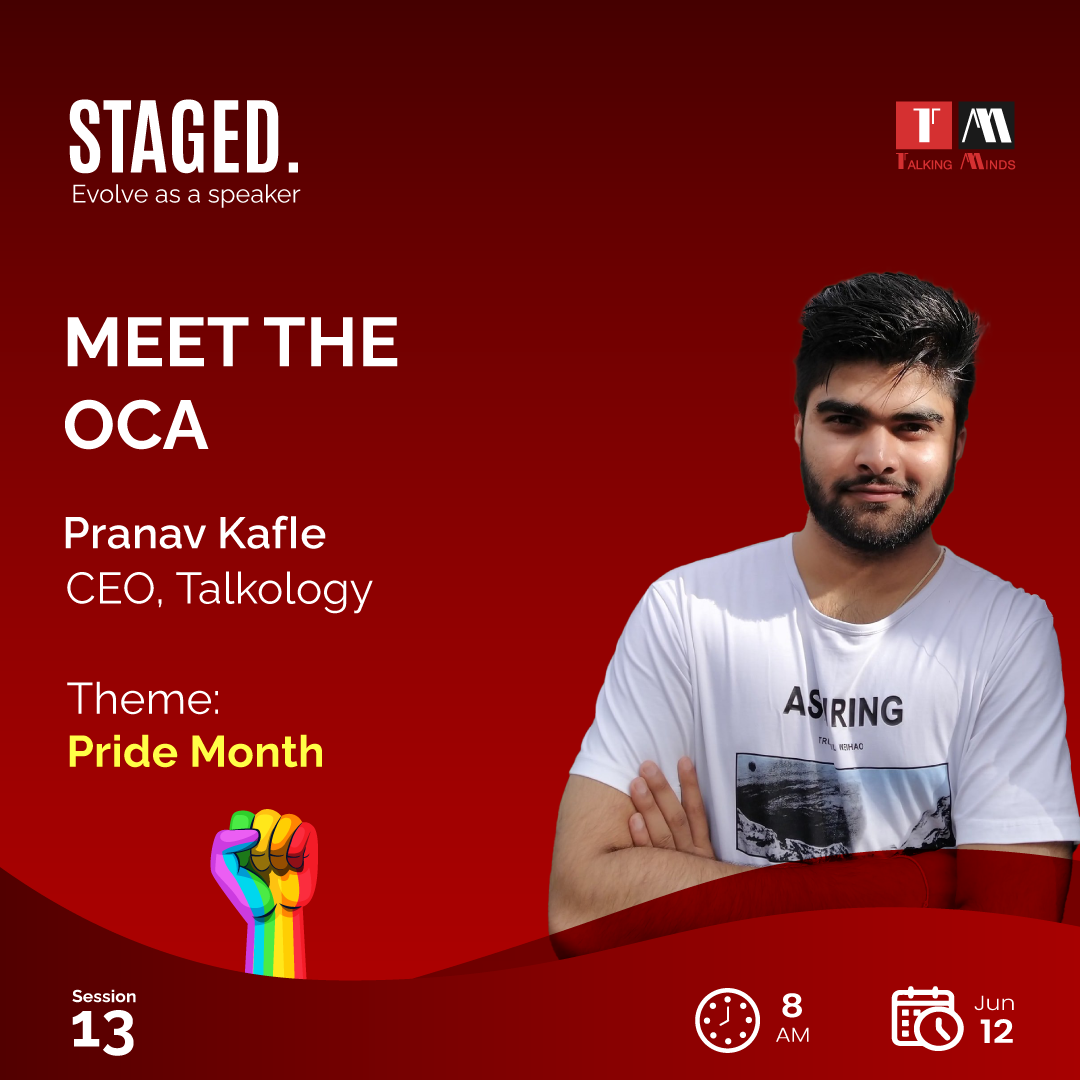 STAGED.
Evolve as a speaker
T M
TALKING MINDS
MEET THE
OCA
Pranav Kafle
CEO, Talkology
Theme:
Pride Month
ASPIRING
Session
13
8
AM
Jun
12